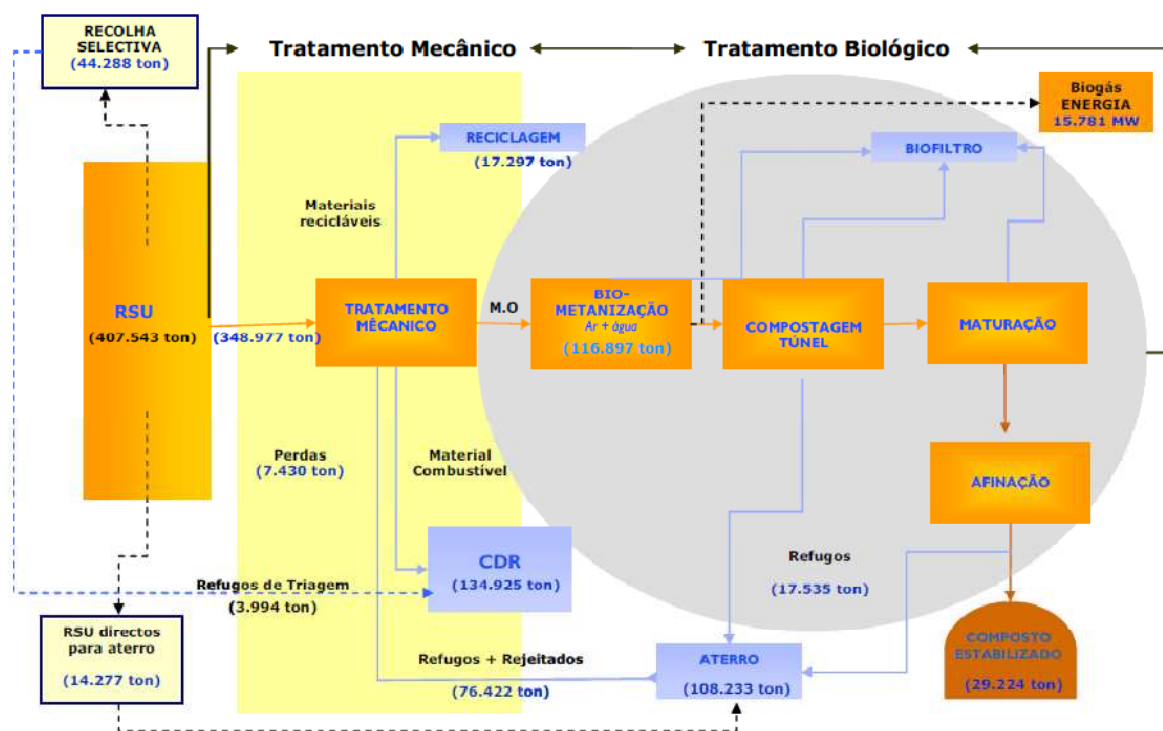 RECOLHA
SELECTIVA
(44.288 ton)
Tratamento Mecânico
Tratamento Biológico
Biogás
ENERGIA
15.781 MW
RECICLAGEM
(17.297 ton)
BIOFILTRO
Materiais
recicláveis
RSU
(407.543 ton)
(348.977 ton)
TRATAMENTO
MÊCANICO
M.O
BIO-
METANIZAÇÃO
Ar + água
(116.897 ton)
COMPOSTAGEM
TÚNEL
MATURAÇÃO
Perdas
(7.430 ton)
Material
Combustível
AFINAÇÃO
CDR
(134.925 ton)
Refugos
(17.535 ton)
Refugos de Triagem
(3.994 ton)
RSU directos
para aterro
(14.277 ton)
Refugos + Rejeitados
(76.422 ton)
ATERRO
(108.233 ton)
COMPOSTO
ESTABILIZADO
(29.224 ton)